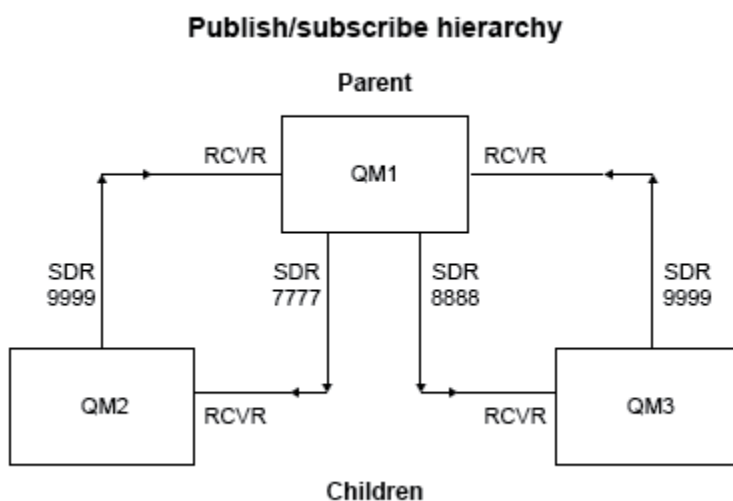 Publish/subscribe hierarchy
Parent
RCVR
QM1
RCVR
SDR
9999
SDR
7777
SDR
8888
SDR
9999
QM2
RCVR
RCVR
QM3
Children